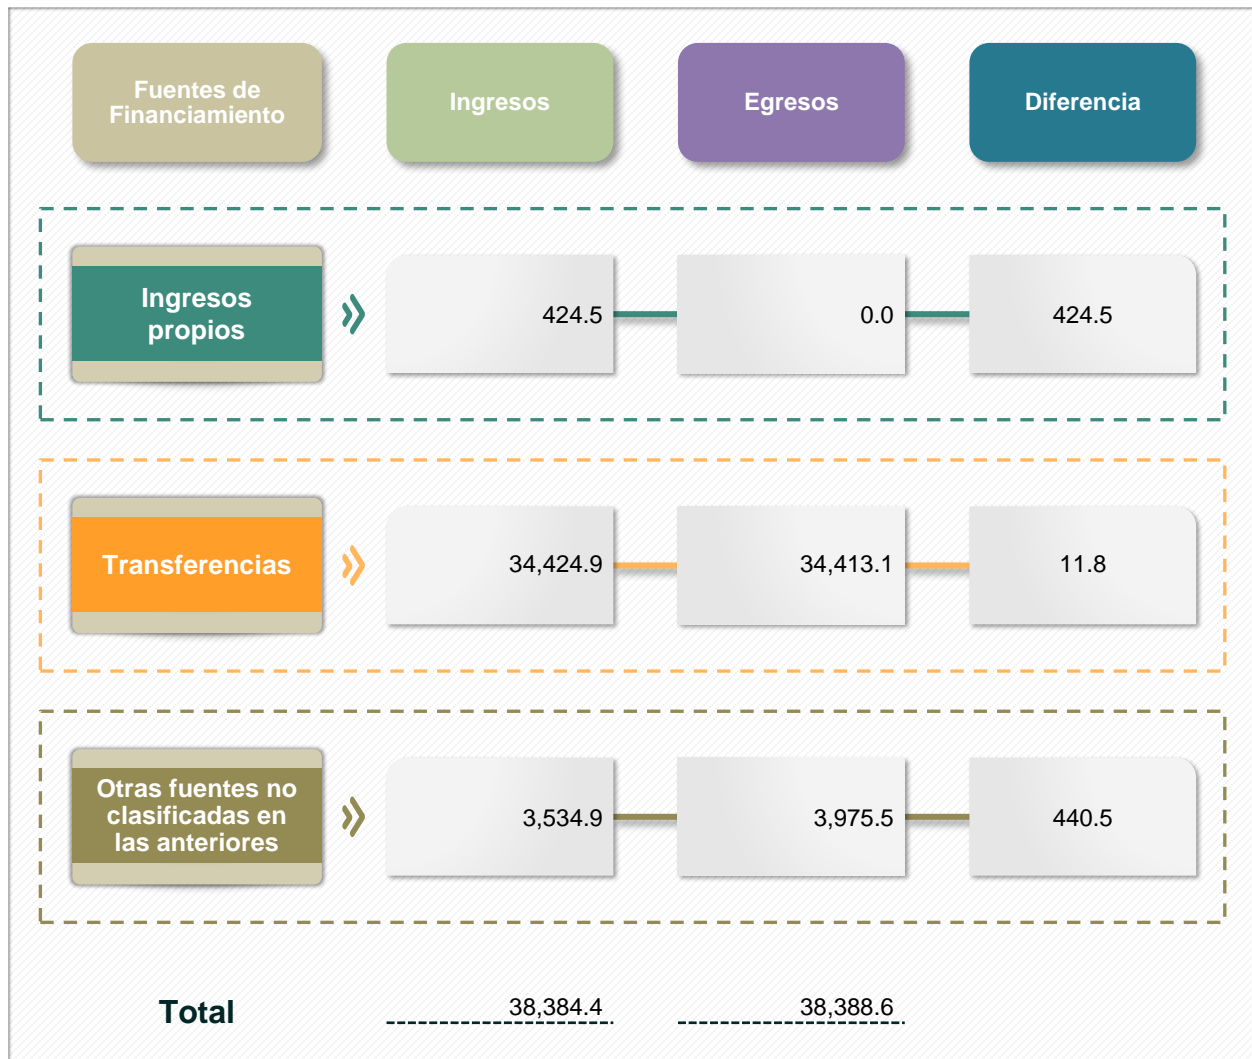 Fuentes de
Financiamiento
Ingresos
Egresos
Diferencia
Ingresos
propios
424.5
0.0
424.5
Transferencias
34,424.9
34,413.1
11.8
Otras fuentes no
clasificadas en
las anteriores
3,534.9
3,975.5
440.5
Total
38,384.4
38,388.6